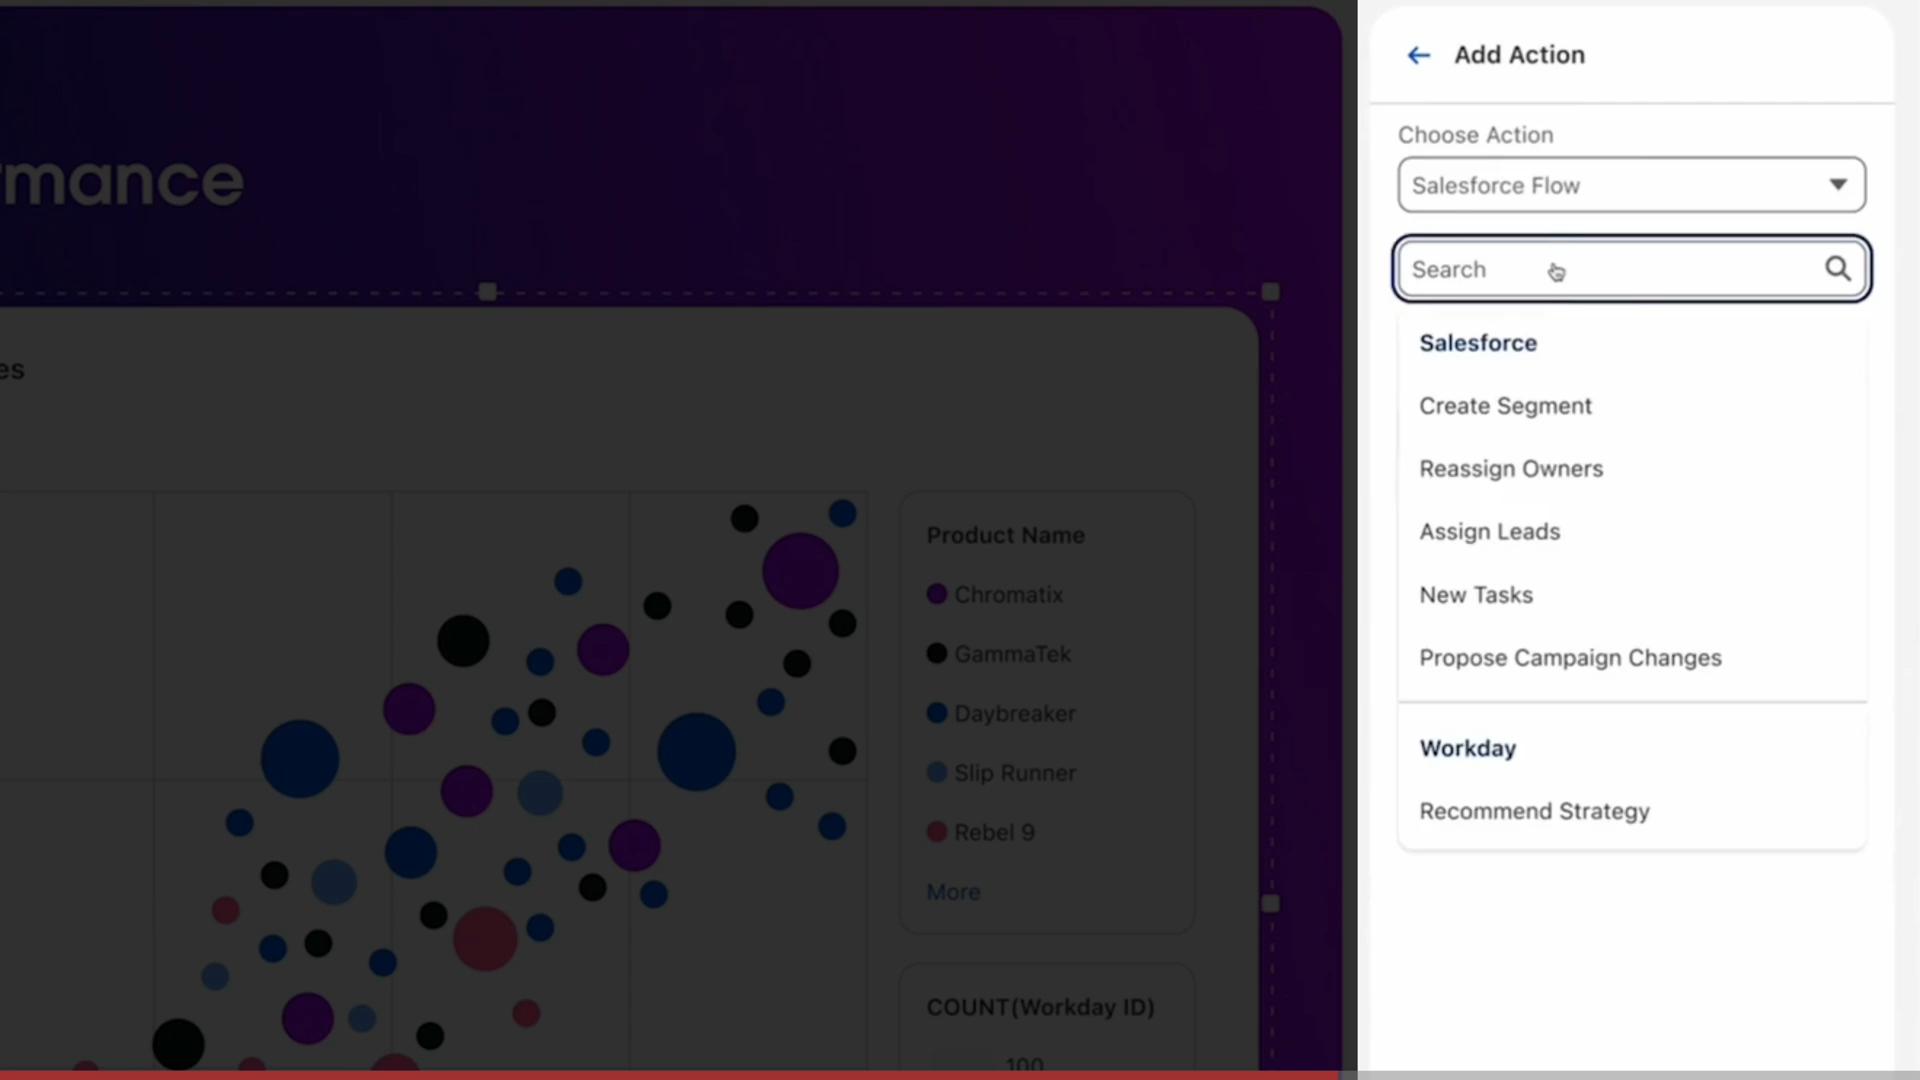 rmance
es
Product Name
Chromatix
GammaTek
Daybreaker
Slip Runner
Rebel 9
More
COUNT(Workday ID)
100
Add Action
Choose Action
Salesforce Flow
Search
Salesforce
Create Segment
Reassign Owners
Assign Leads
New Tasks
Propose Campaign Changes
Workday
Recommend Strategy